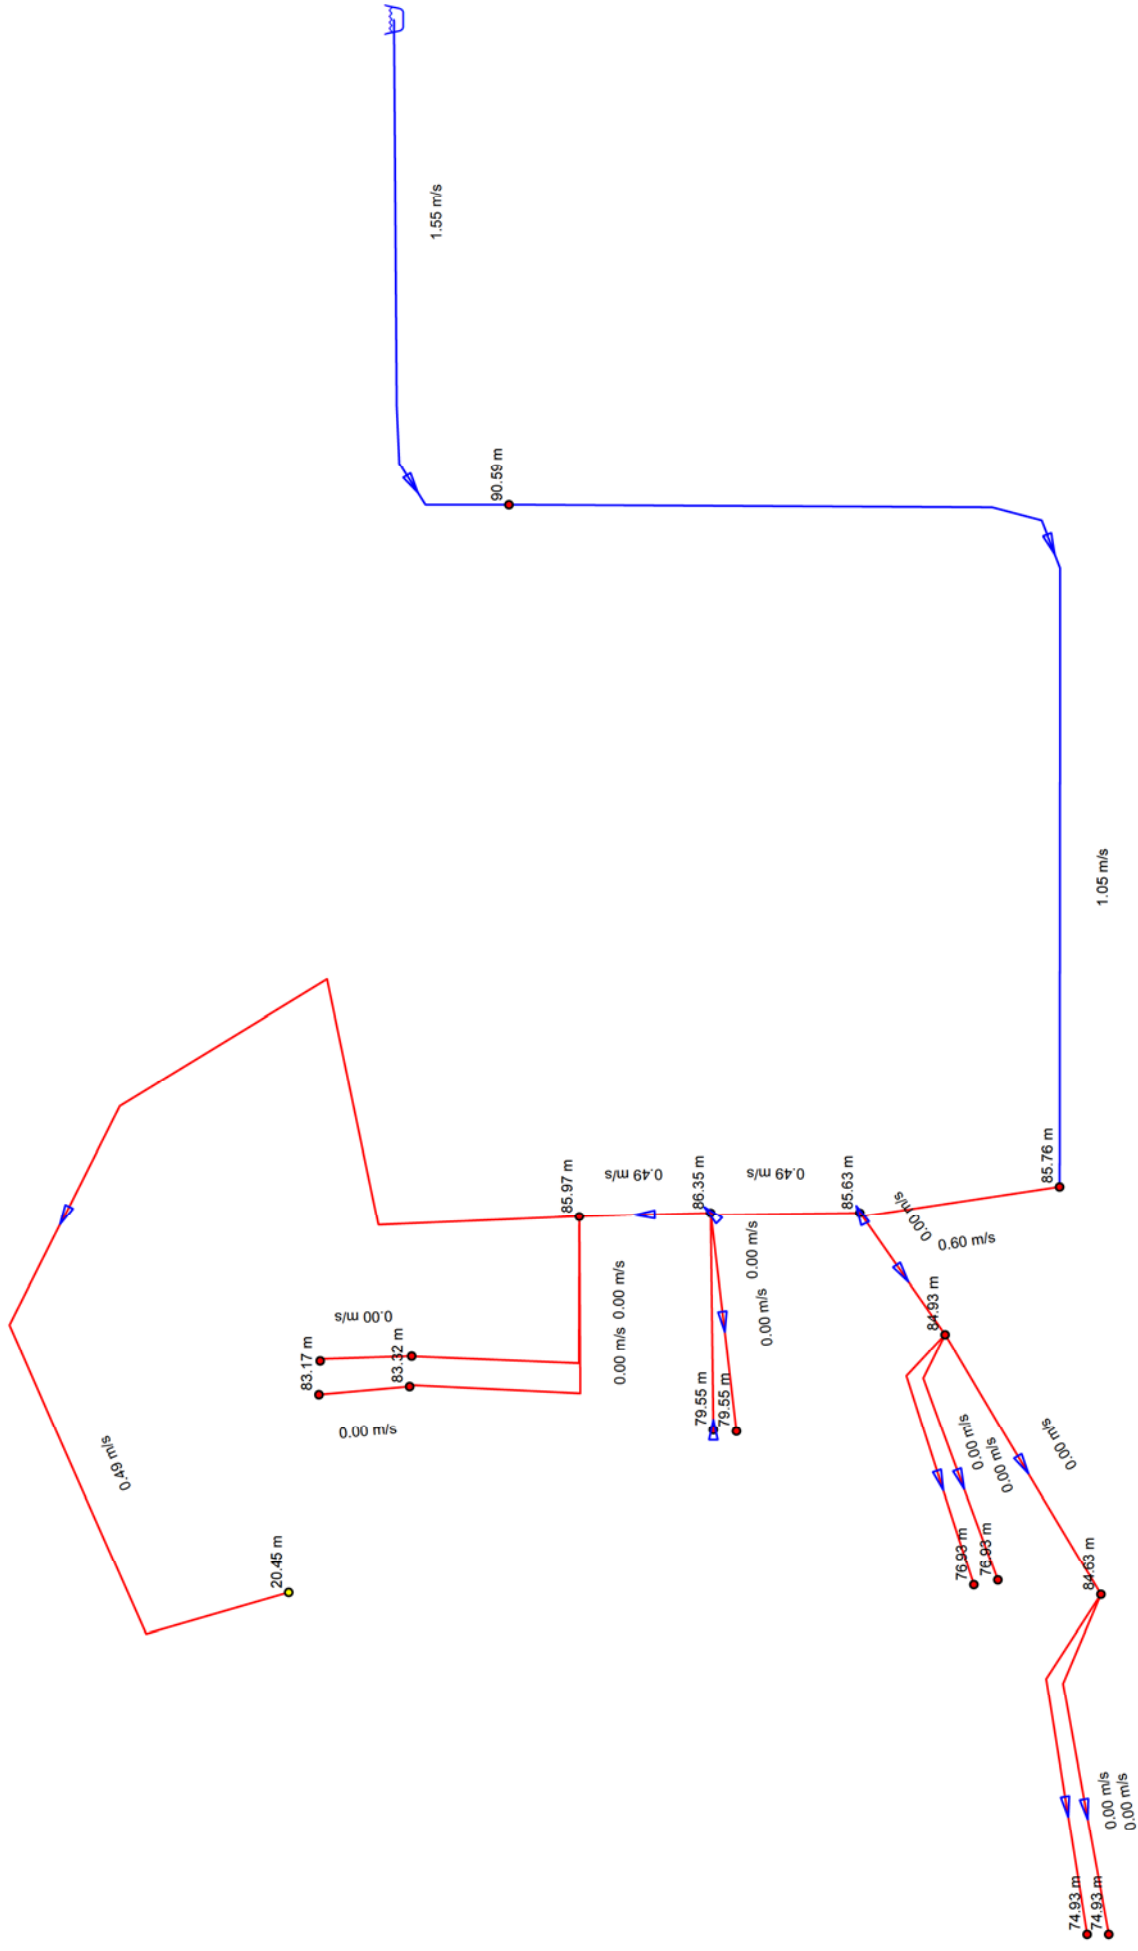 1.55 m/s
90.59 m
1.05 m/s
85.76 m
85.97 m
0.49 m/s
86.35 m
0.49 m/s
85.63 m
0.00 m/s
0.60 m/s
84.93 m
0.00 m/s
0.00 m/s
0.00 m/s
0.00 m/s
0.00 m/s
83.17 m
83.32 m
0.00 m/s
79.55 m
79.55 m
0.49 m/s
20.45 m
0.00 m/s
0.00 m/s
0.00 m/s
76.93 m
76.93 m
84.63 m
0.00 m/s
0.00 m/s
74.93 m
74.93 m